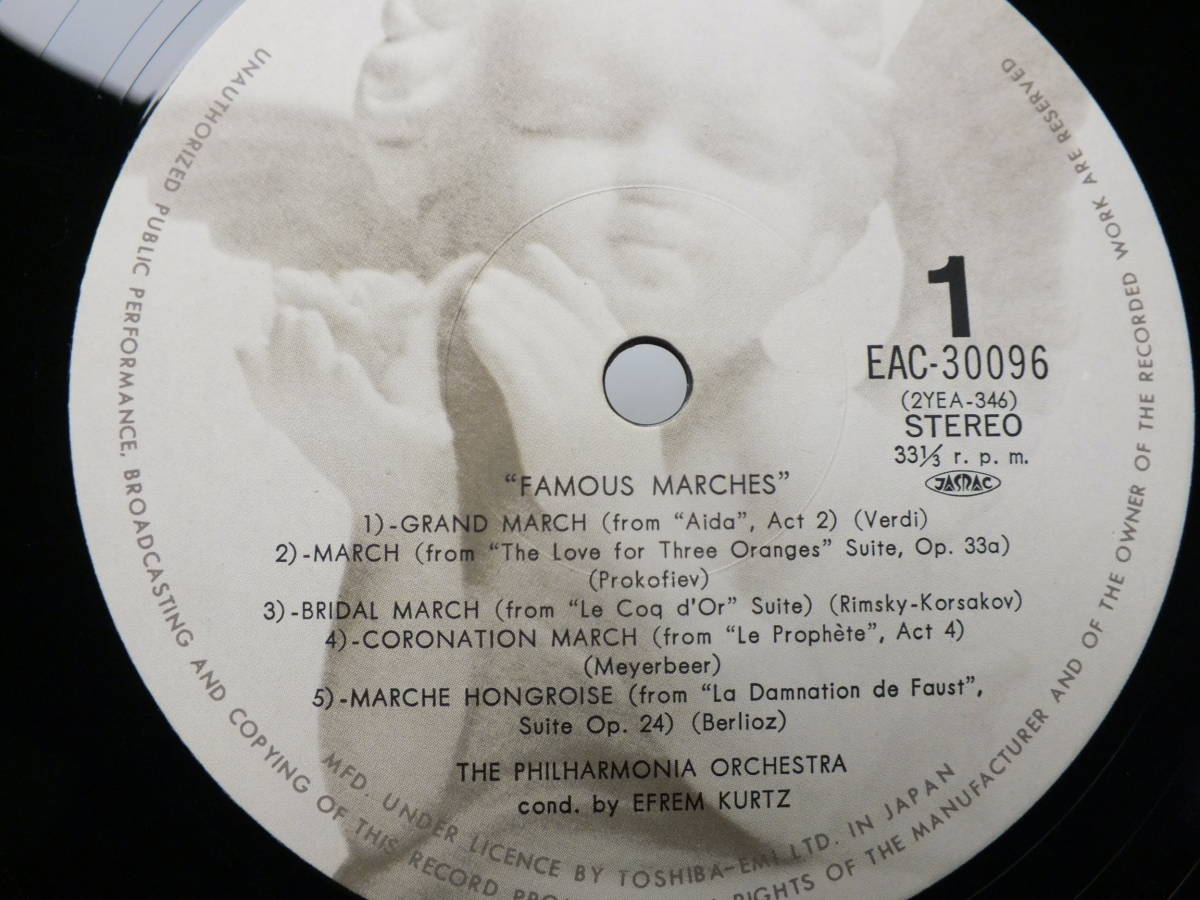 1
EAC-30096
(2YEA-346)
STEREO
33⅓ r. p. m.
JASRAC
“FAMOUS MARCHES”
1)-GRAND MARCH (from “Aida”, Act 2) (Verdi)
2)-MARCH (from “The Love for Three Oranges” Suite, Op. 33a)
(Prokofiev)
3)-BRIDAL MARCH (from “Le Coq d'Or” Suite) (Rimsky-Korsakov)
4)-CORONATION MARCH (from “Le Prophète”, Act 4)
(Meyerbeer)
5)-MARCHE HONGROISE (from “La Damnation de Faust”,
Suite Op. 24) (Berlioz)
THE PHILHARMONIA ORCHESTRA
cond. by EFREM KURTZ
MFD. UNDER LICENCE BY TOSHIBA-EMI LTD. IN JAPAN
UNAUTHORIZED PUBLIC PERFORMANCE, BROADCASTING AND COPYING OF THIS RECORD RIGHTS OF THE MANUFACTURER AND OF THE OWNER OF THE RECORDED WORK ARE RESERVED